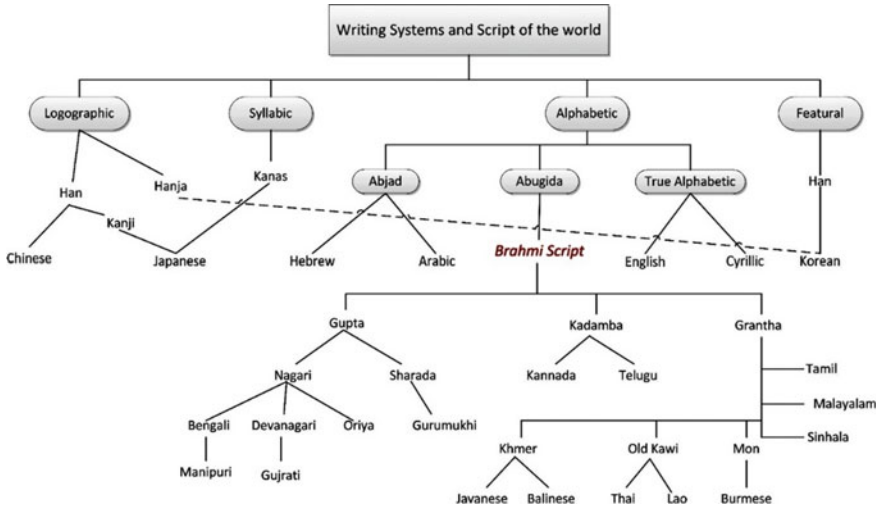 Writing Systems and Script of the world
Logographic Syllabic Alphabetic Featural
Han Hanja Kanas Abjad Abugida True Alphabetic Han
Kanji
Chinese Japanese Hebrew Arabic Brahmi Script English Cyrillic Korean
Gupta Kadamba Grantha
Nagari Sharada Kannada Telugu Tamil
Malayalam
Bengali Devanagari Oriya Gurumukhi Sinhala
Khmer Old Kawi Mon
Manipuri Gujrati
Javanese Balinese Thai Lao Burmese